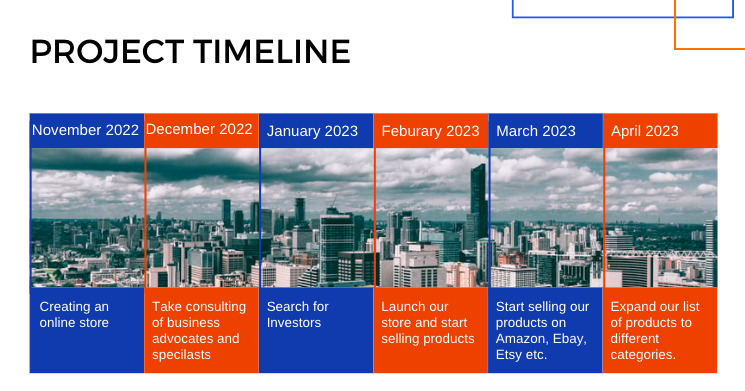 PROJECT TIMELINE
November 2022
December 2022
January 2023
Feburary 2023
March 2023
April 2023
Creating an
online store
Take consulting
of business
advocates and
specilasts
Search for
Investors
Launch our
store and start
selling products
Start selling our
products on
Amazon, Ebay,
Etsy etc.
Expand our list
of products to
different
categories.